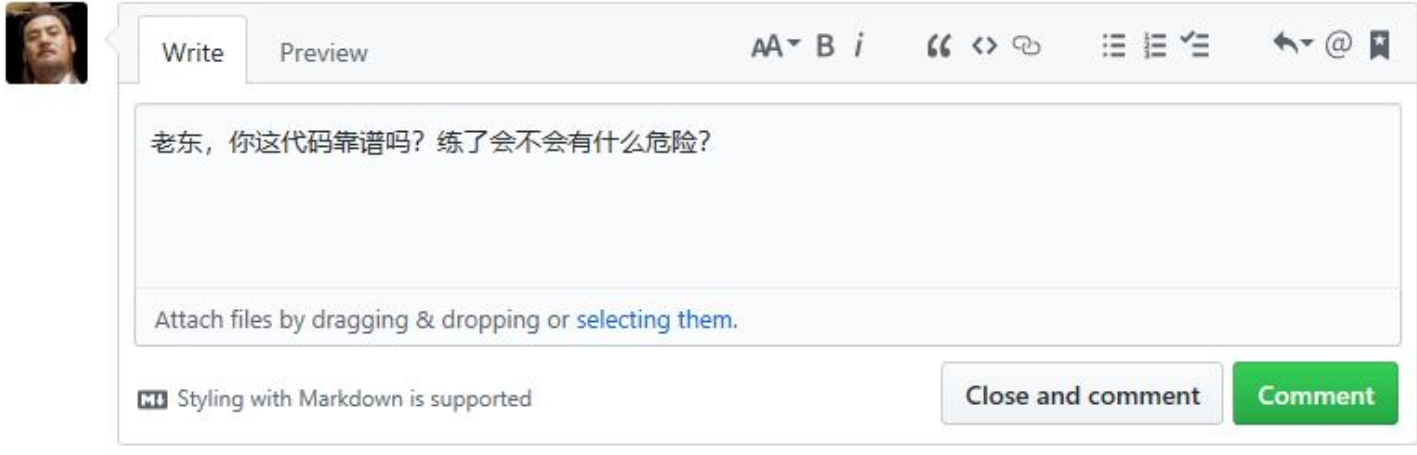 Write Preview AA B i
老东，你这代码靠谱吗？练了会不会有什么危险？
Attach files by dragging & dropping or selecting them.
Styling with Markdown is supported
Close and comment Comment